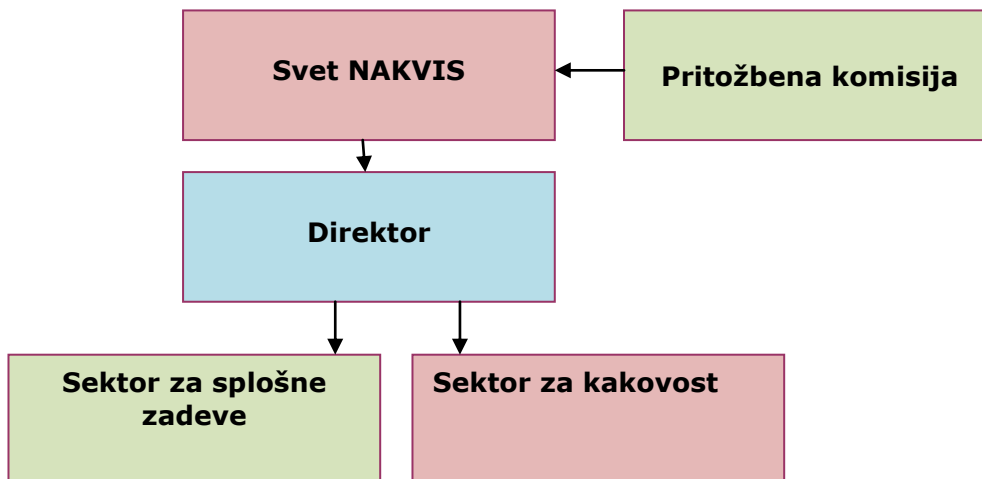 Svet NAKVIS
Pritožbena komisija
Direktor
Sektor za splošne
zadeve
Sektor za kakovost